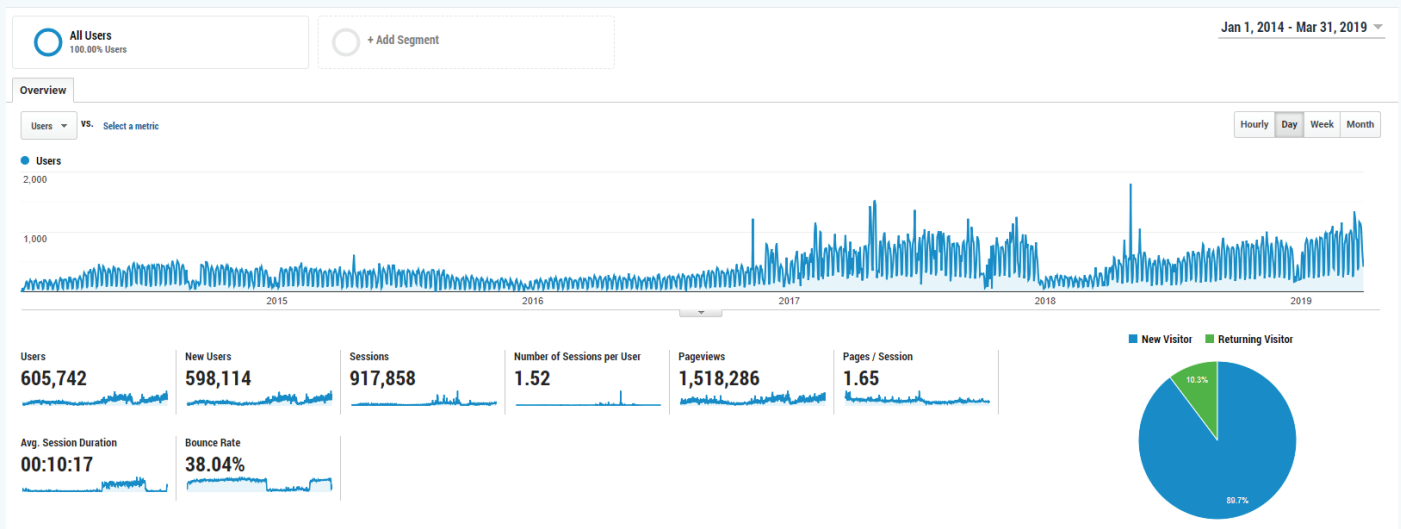 All Users
100.00% Users
+ Add Segment
Jan 1, 2014 - Mar 31, 2019
Overview
Users VS. Select a metric
Hourly Day Week Month
Users
2,000
1,000
2015 2016 2017 2018 2019
New Visitor Returning Visitor
Users New Users Sessions Number of Sessions per User Pageviews Pages / Session
605,742 598,114 917,858 1.52 1,518,286 1.65
10.3%
Avg. Session Duration Bounce Rate
00:10:17 38.04%
89.7%